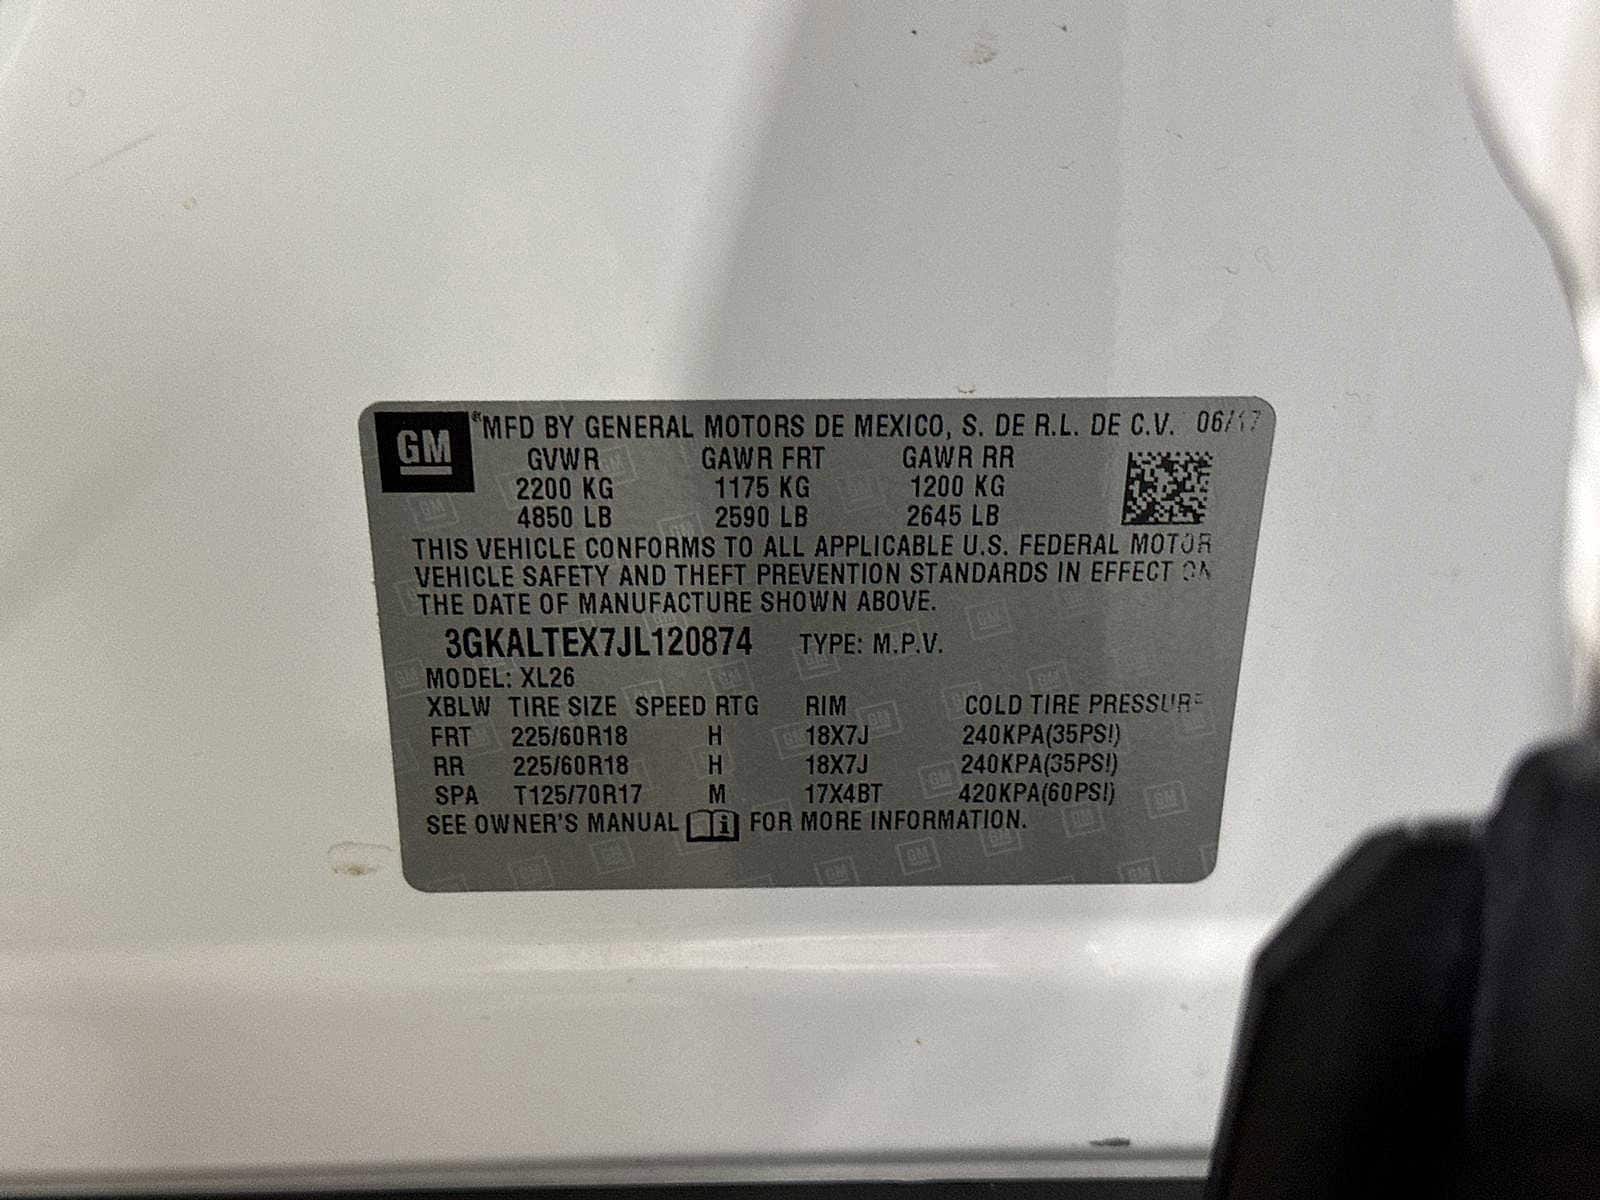 GM
® MFD BY GENERAL MOTORS DE MEXICO, S. DE R.L. DE C.V. 06/17
GVWR GAWR FRT GAWR RR
2200 KG 1175 KG 1200 KG
4850 LB 2590 LB 2645 LB
THIS VEHICLE CONFORMS TO ALL APPLICABLE U.S. FEDERAL MOTOR
VEHICLE SAFETY AND THEFT PREVENTION STANDARDS IN EFFECT ON
THE DATE OF MANUFACTURE SHOWN ABOVE.
3GKALTEX7JL120874 TYPE: M.P.V.
MODEL: XL26
XBLW TIRE SIZE SPEED RTG RIM COLD TIRE PRESSURE
FRT 225/60R18 H 18X7J 240KPA(35PSI)
RR 225/60R18 H 18X7J 240KPA(35PSI)
SPA T125/70R17 M 17X4BT 420KPA(60PSI)
SEE OWNER'S MANUAL i FOR MORE INFORMATION.